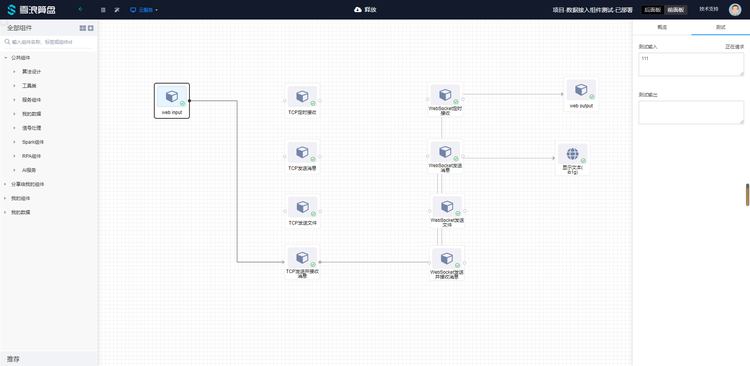 雪浪算盘
云服务
释放
项目-数据接入组件测试-已部署
后面板
前面板
技术支持
全部组件
输入组件名称、标签或组件id
公共组件
算法设计
工具箱
服务组件
我的数据
信号处理
Spark组件
RPA组件
AI服务
分享给我的组件
我的组件
我的数据
推荐
web input
TCP定时接收
WebSocket定时
接收
web output
TCP发送消息
WebSocket发送
消息
显示文本(
ib1g)
TCP发送文件
WebSocket发送
文件
TCP发送并接收
消息
WebSocket发送
并接收消息
概览
测试
测试输入
正在请求
111
测试输出